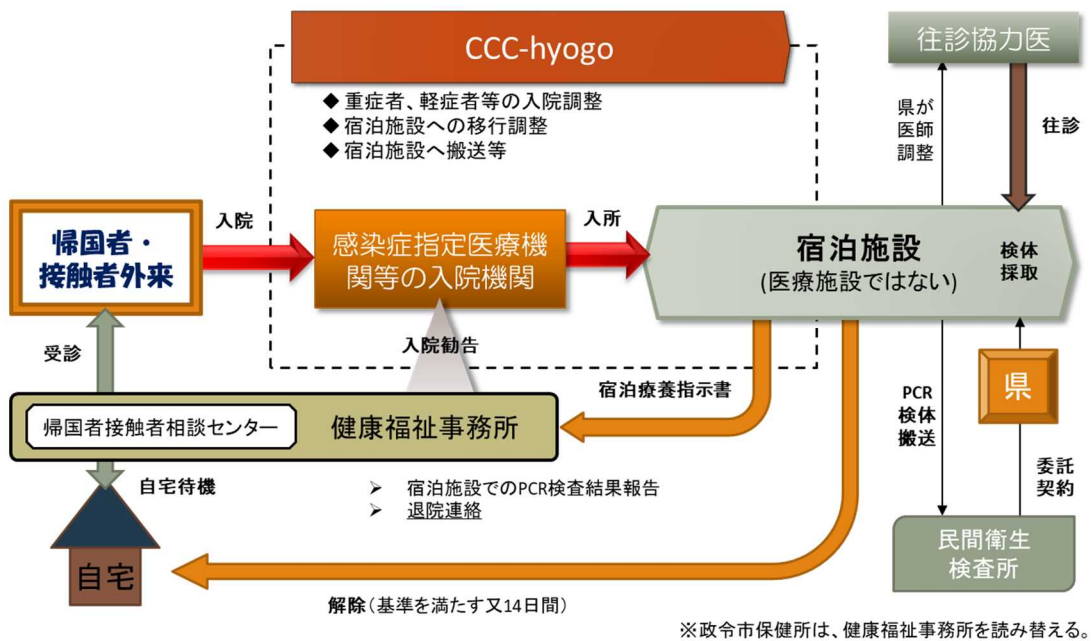 CCC-hyogo
往診協力医
◆ 重症者、軽症者等の入院調整
◆ 宿泊施設への移行調整
◆ 宿泊施設へ搬送等
県が
医師
調整
往診
帰国者・
接触者外来
入院
感染症指定医療機
関等の入院機関
入所
宿泊施設
(医療施設ではない)
検体
採取
受診
入院勧告
宿泊療養指示書
PCR
検体
搬送
県
帰国者接触者相談センター
健康福祉事務所
自宅待機
➢ 宿泊施設でのPCR検査結果報告
➢ 退院連絡
委託
契約
自宅
民間衛生
検査所
解除(基準を満たす又14日間)
※政令市保健所は、健康福祉事務所を読み替える。